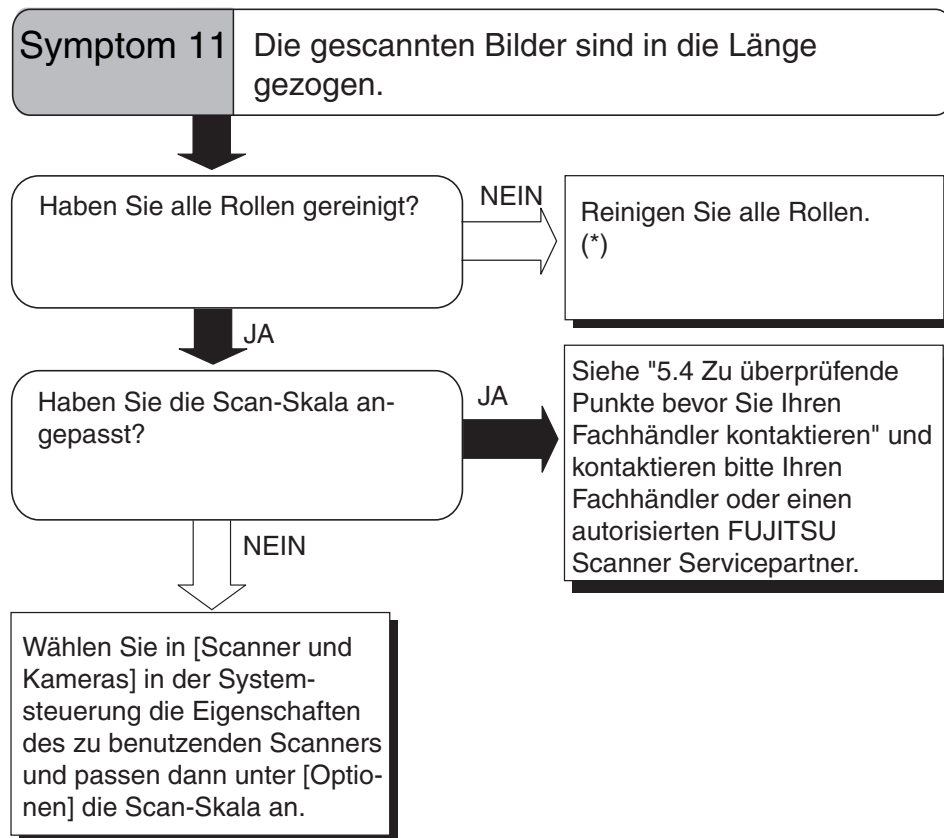 Symptom 11
Die gescannten Bilder sind in die Länge
gezogen.
Haben Sie alle Rollen gereinigt?
NEIN
Reinigen Sie alle Rollen.
(*)
JA
Haben Sie die Scan-Skala an-
gepasst?
JA
Siehe "5.4 Zu überprüfende
Punkte bevor Sie Ihren
Fachhändler kontaktieren" und
kontaktieren bitte Ihren
Fachhändler oder einen
autorisierten FUJITSU
Scanner Servicepartner.
NEIN
Wählen Sie in [Scanner und
Kameras] in der System-
steuerung die Eigenschaften
des zu benutzenden Scanners
und passen dann unter [Optio-
nen] die Scan-Skala an.